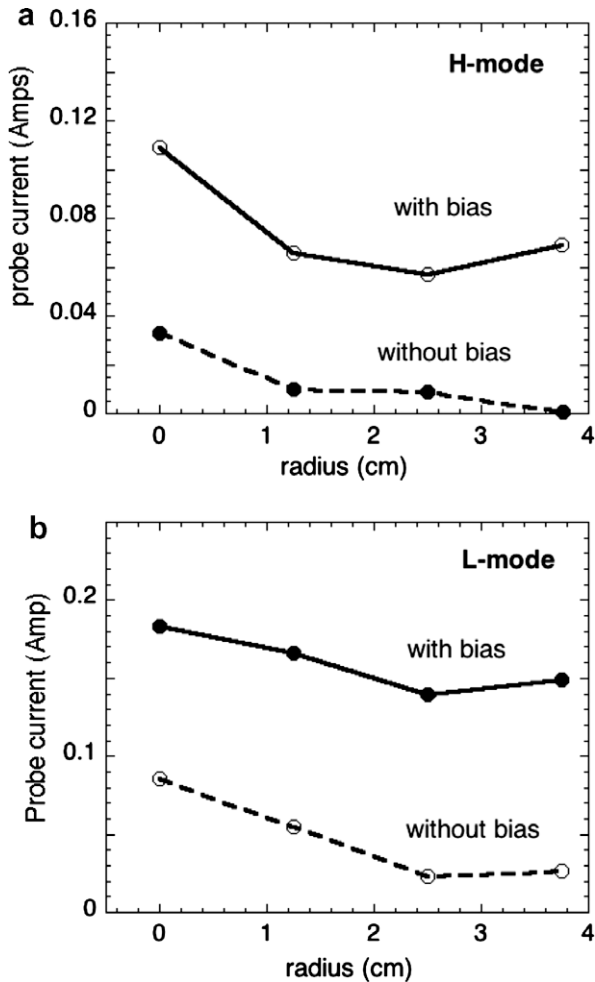 a
H-mode
probe current (Amps)
0.16
0.12
0.08
0.04
0
with bias
without bias
0 1 2 3 4
radius (cm)
b
L-mode
Probe current (Amp)
0.2
0.1
0
with bias
without bias
0 1 2 3 4
radius (cm)